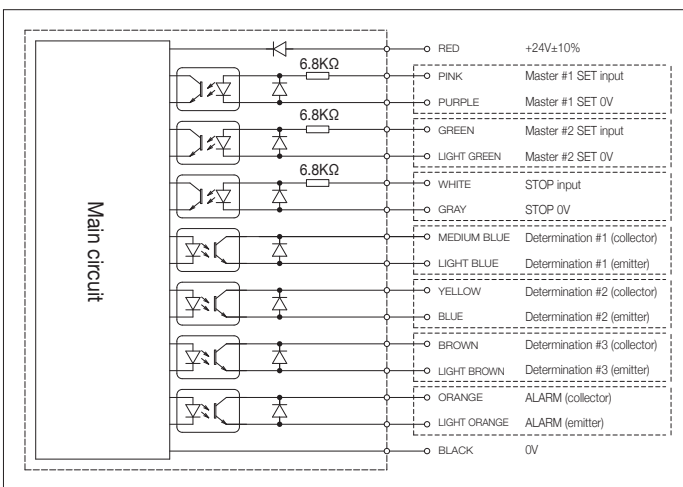 RED +24V±10%
6.8KΩ
PINK Master #1 SET input
PURPLE Master #1 SET 0V
6.8KΩ
GREEN Master #2 SET input
LIGHT GREEN Master #2 SET 0V
6.8KΩ
WHITE STOP input
GRAY STOP 0V
Main circuit
MEDIUM BLUE Determination #1 (collector)
LIGHT BLUE Determination #1 (emitter)
YELLOW Determination #2 (collector)
BLUE Determination #2 (emitter)
BROWN Determination #3 (collector)
LIGHT BROWN Determination #3 (emitter)
ORANGE ALARM (collector)
LIGHT ORANGE ALARM (emitter)
BLACK 0V